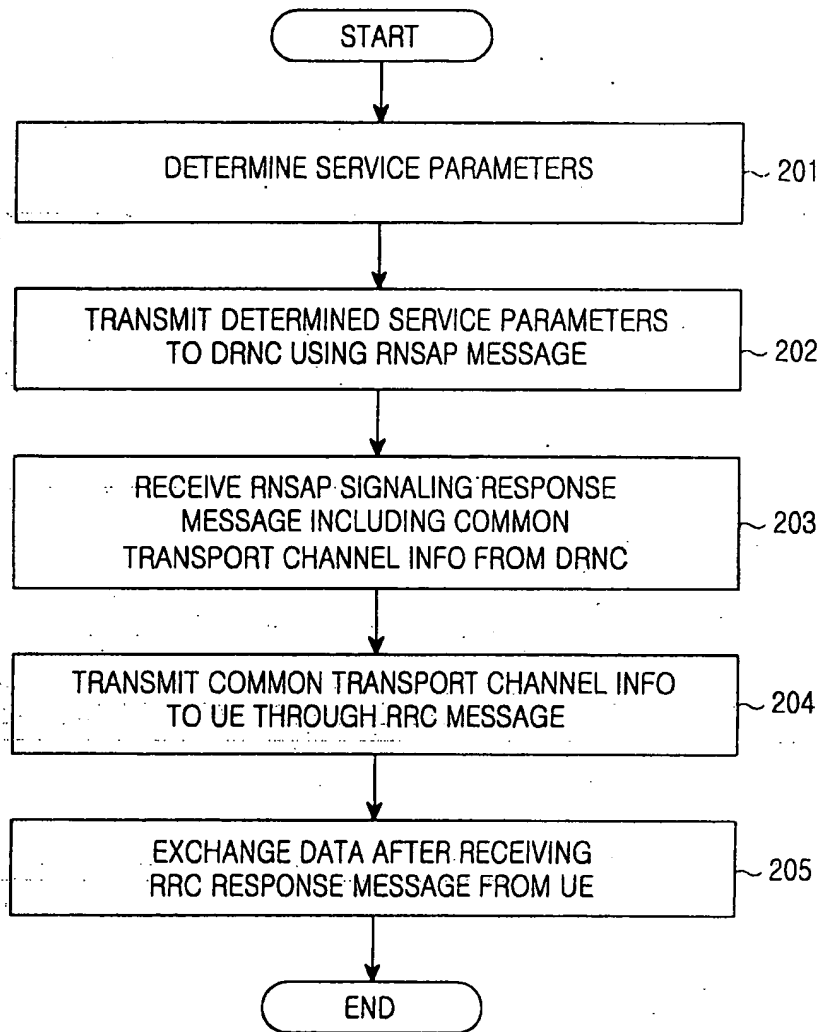 START
DETERMINE SERVICE PARAMETERS
201
TRANSMIT DETERMINED SERVICE PARAMETERS
TO DRNC USING RNSAP MESSAGE
202
RECEIVE RNSAP SIGNALING RESPONSE
MESSAGE INCLUDING COMMON
TRANSPORT CHANNEL INFO FROM DRNC
203
TRANSMIT COMMON TRANSPORT CHANNEL INFO
TO UE THROUGH RRC MESSAGE
204
EXCHANGE DATA AFTER RECEIVING
RRC RESPONSE MESSAGE FROM UE
205
END